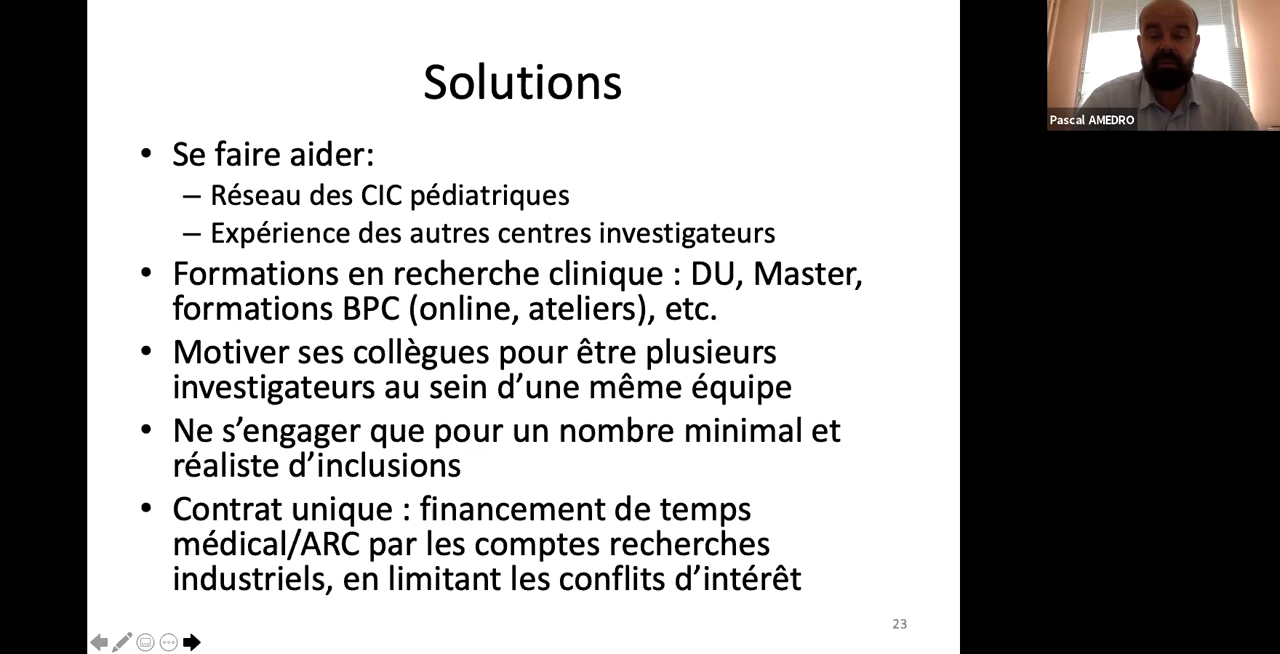 Solutions
• Se faire aider:
– Réseau des CIC pédiatriques
– Expérience des autres centres investigateurs
• Formations en recherche clinique : DU, Master,
formations BPC (online, ateliers), etc.
• Motiver ses collègues pour être plusieurs
investigateurs au sein d’une même équipe
• Ne s’engager que pour un nombre minimal et
réaliste d’inclusions
• Contrat unique : financement de temps
médical/ARC par les comptes recherches
industriels, en limitant les conflits d’intérêt
23
Pascal AMEDRO